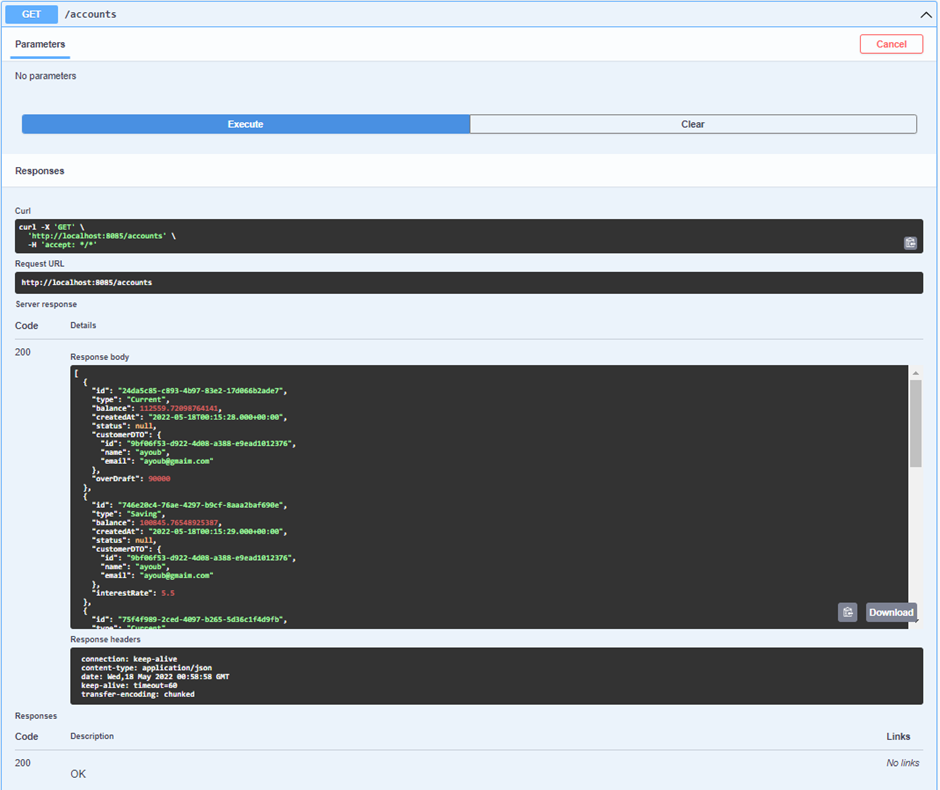 GET /accounts
Parameters Cancel
No parameters
Execute Clear
Responses
Curl
curl -X 'GET' \
'http://localhost:8085/accounts' \
-H 'accept: */*'
Request URL
http://localhost:8085/accounts
Server response
Code Details
200
Response body
[
{
"id": "24da5c85-c893-4b97-83e2-17d066b2ade7",
"type": "Current",
"balance": 112559.72098764141,
"createdAt": "2022-05-18T00:15:28.000+00:00",
"status": null,
"customerDTO": {
"id": "9bf06f53-d922-4d08-a388-e9ead1012376",
"name": "ayoub",
"email": "ayoub@gmaim.com"
},
"overDraft": 90000
},
{
"id": "746e20c4-76ae-4297-b9cf-8aaa2baf690e",
"type": "Saving",
"balance": 100845.76548925387,
"createdAt": "2022-05-18T00:15:29.000+00:00",
"status": null,
"customerDTO": {
"id": "9bf06f53-d922-4d08-a388-e9ead1012376",
"name": "ayoub",
"email": "ayoub@gmaim.com"
},
"interestRate": 5.5
},
{
"id": "75f4f989-2ced-4097-b265-5d36c1f4d9fb",
"type": "Current",
Download
Response headers
connection: keep-alive
content-type: application/json
date: Wed,18 May 2022 00:58:58 GMT
keep-alive: timeout=60
transfer-encoding: chunked
Responses
Code Description Links
200 No links
OK